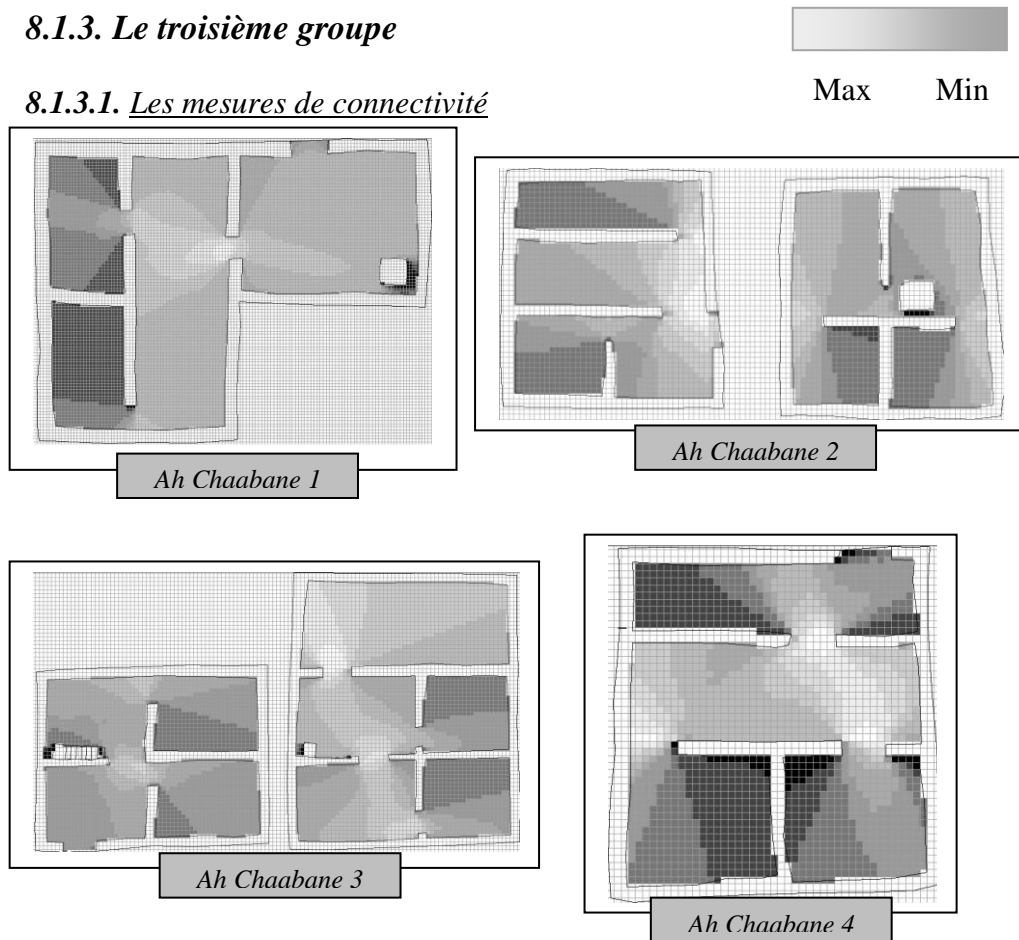 8.1.3. Le troisième groupe
Max Min
8.1.3.1. Les mesures de connectivité
Ah Chaabane 1
Ah Chaabane 2
Ah Chaabane 3
Ah Chaabane 4